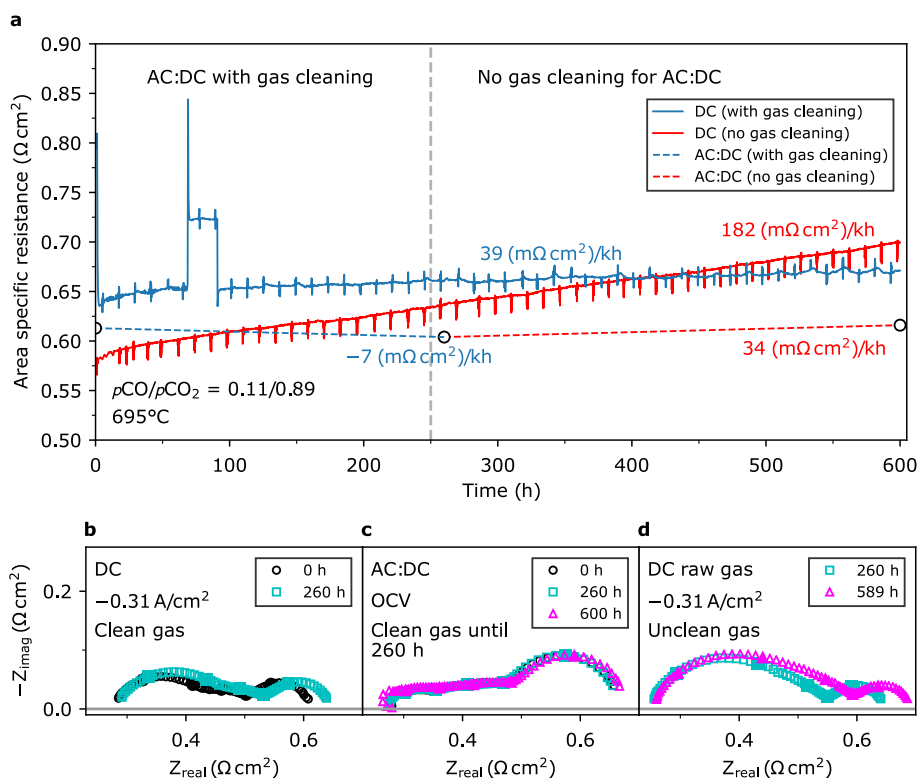 a
0.90
0.85
0.80
0.75
0.70
0.65
0.60
0.55
0.50
Area specific resistance (Ω cm²)
AC:DC with gas cleaning
No gas cleaning for AC:DC
DC (with gas cleaning)
DC (no gas cleaning)
AC:DC (with gas cleaning)
AC:DC (no gas cleaning)
39 (mΩ cm²)/kh
182 (mΩ cm²)/kh
−7 (mΩ cm²)/kh
34 (mΩ cm²)/kh
pCO/pCO₂ = 0.11/0.89
695°C
0 100 200 300 400 500 600
Time (h)
b
0.2
0.0
−Z_imag (Ω cm²)
DC
−0.31 A/cm²
Clean gas
0 h
260 h
0.4 0.6
Z_real (Ω cm²)
c
AC:DC
OCV
Clean gas until
260 h
0 h
260 h
600 h
0.4 0.6
Z_real (Ω cm²)
d
DC raw gas
−0.31 A/cm²
Unclean gas
260 h
589 h
0.4 0.6
Z_real (Ω cm²)